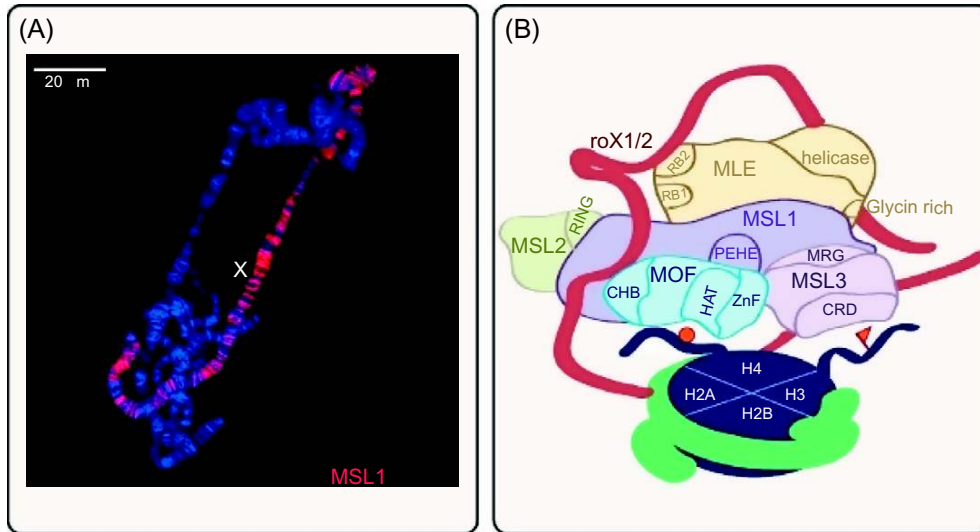 (A)
20 m
X
MSL1
(B)
roX1/2
RB2
MLE
helicase
RB1
Glycin rich
RING
MSL1
MSL2
PEHE
MRG
MOF
MSL3
CHB
HAT
ZnF
CRD
H4
H2A
H3
H2B